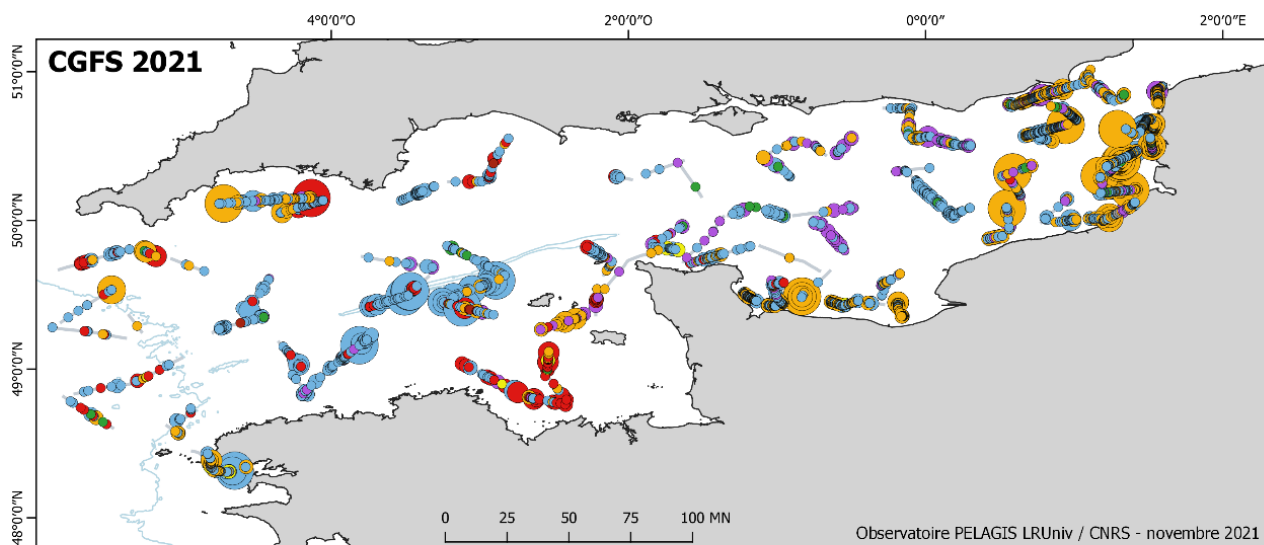 4°0'0"O 2°0'0"O 0°0'0" 2°0'0"E
CGFS 2021
51°0'0"N
50°0'0"N
49°0'0"N
48°0'0"N
0 25 50 75 100 MN
Observatoire PELAGIS LRUniv / CNRS - novembre 2021